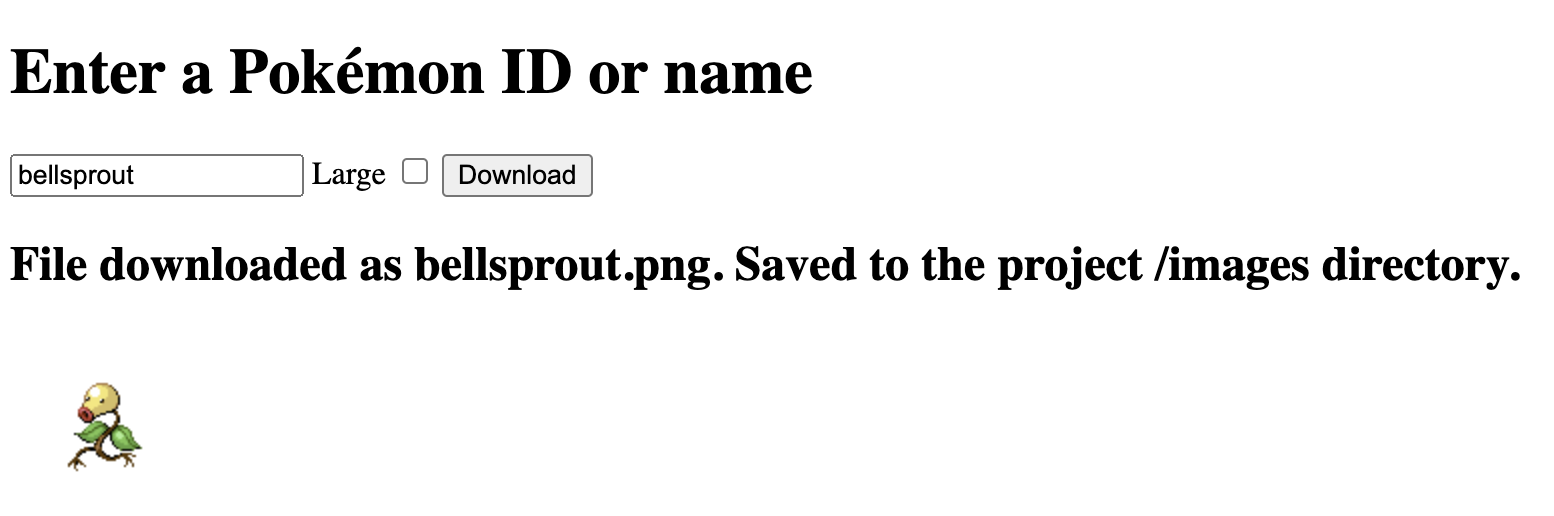 Enter a Pokémon ID or name
bellsprout Large Download
File downloaded as bellsprout.png. Saved to the project /images directory.